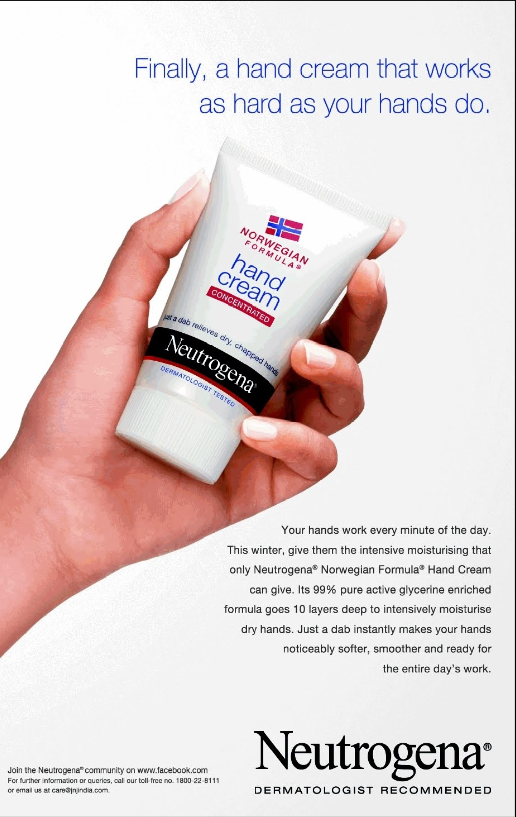 Finally, a hand cream that works
as hard as your hands do.
NORWEGIAN
FORMULA®
hand
cream
CONCENTRATED
just a dab relieves dry, chapped hands
Neutrogena®
DERMATOLOGIST TESTED
Your hands work every minute of the day.
This winter, give them the intensive moisturising that
only Neutrogena® Norwegian Formula® Hand Cream
can give. Its 99% pure active glycerine enriched
formula goes 10 layers deep to intensively moisturise
dry hands. Just a dab instantly makes your hands
noticeably softer, smoother and ready for
the entire day's work.
Join the Neutrogena® community on www.facebook.com
For further information or queries, call our toll-free no. 1800-22-8111
or email us at care@jnjindia.com.
Neutrogena®
DERMATOLOGIST RECOMMENDED